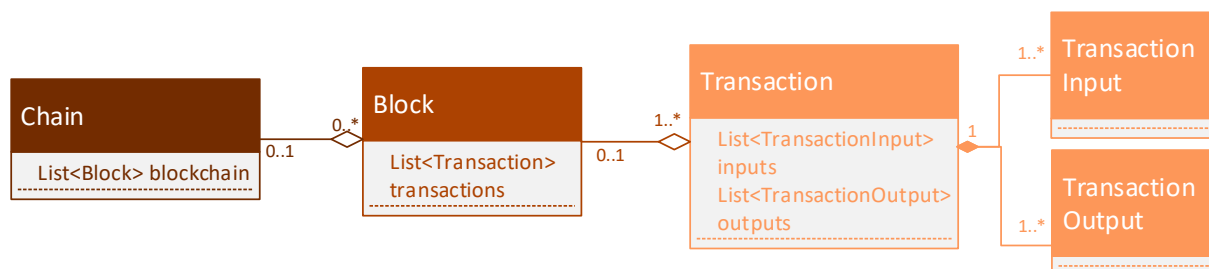 Chain
List<Block> blockchain
0..1
0..*
Block
List<Transaction>
transactions
0..1
1..*
Transaction
List<TransactionInput>
inputs
List<TransactionOutput>
outputs
1
1..*
Transaction
Input
1..*
Transaction
Output